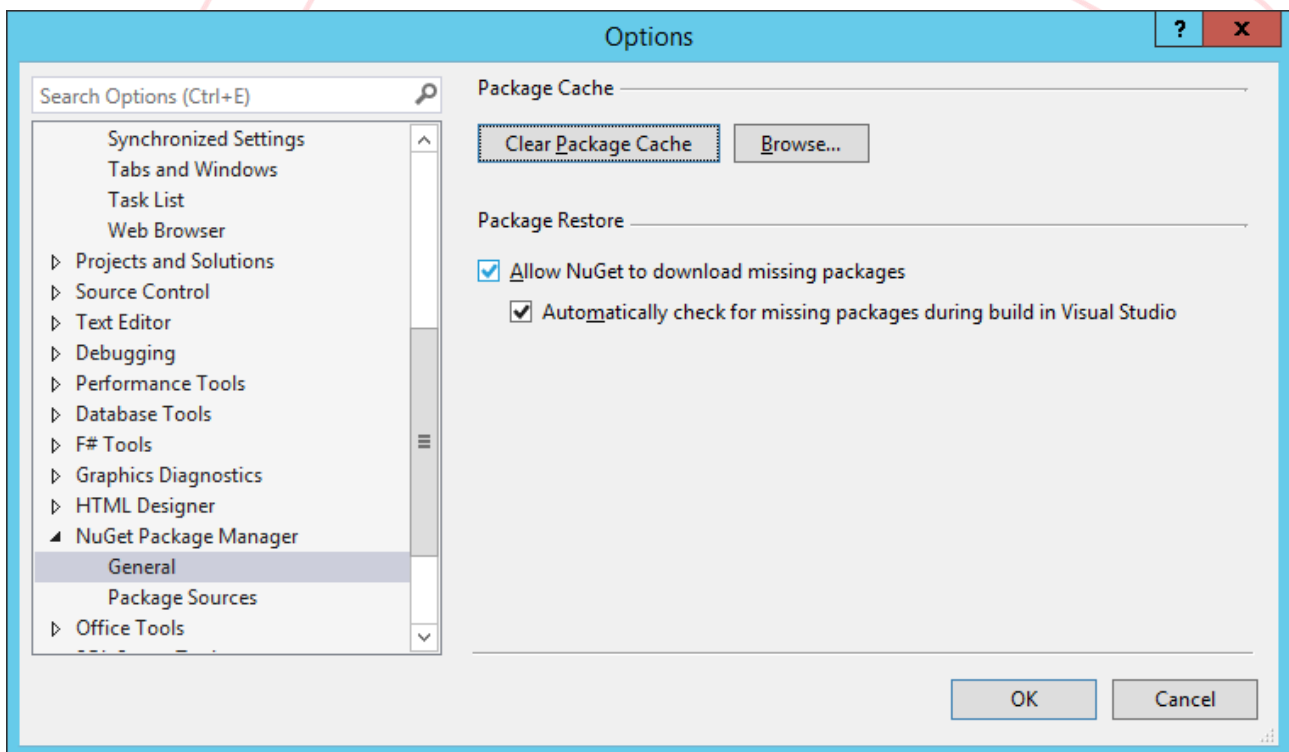 Options
?
x
Search Options (Ctrl+E)
Synchronized Settings
Tabs and Windows
Task List
Web Browser
Projects and Solutions
Source Control
Text Editor
Debugging
Performance Tools
Database Tools
F# Tools
Graphics Diagnostics
HTML Designer
NuGet Package Manager
General
Package Sources
Office Tools
Package Cache
Clear Package Cache
Browse...
Package Restore
Allow NuGet to download missing packages
Automatically check for missing packages during build in Visual Studio
OK
Cancel